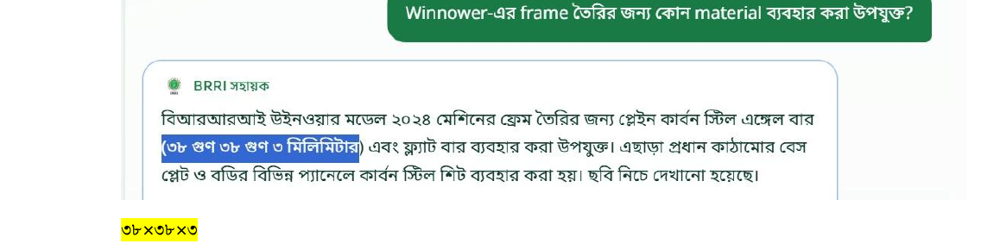 Winnower-এর frame তৈরির জন্য কোন material ব্যবহার করা উপযুক্ত?
BRRI সহায়ক
বিআরআরআই উইনওয়ার মডেল ২০২৪ মেশিনের ফ্রেম তৈরির জন্য প্লেইন কার্বন স্টিল এঙ্গেল বার
(৩৮ গুণ ৩৮ গুণ ৩ মিলিমিটার) এবং ফ্ল্যাট বার ব্যবহার করা উপযুক্ত। এছাড়া প্রধান কাঠামোর বেস
প্লেট ও বডির বিভিন্ন প্যানেলে কার্বন স্টিল শিট ব্যবহার করা হয়। ছবি নিচে দেখানো হয়েছে।
৩৮×৩৮×৩